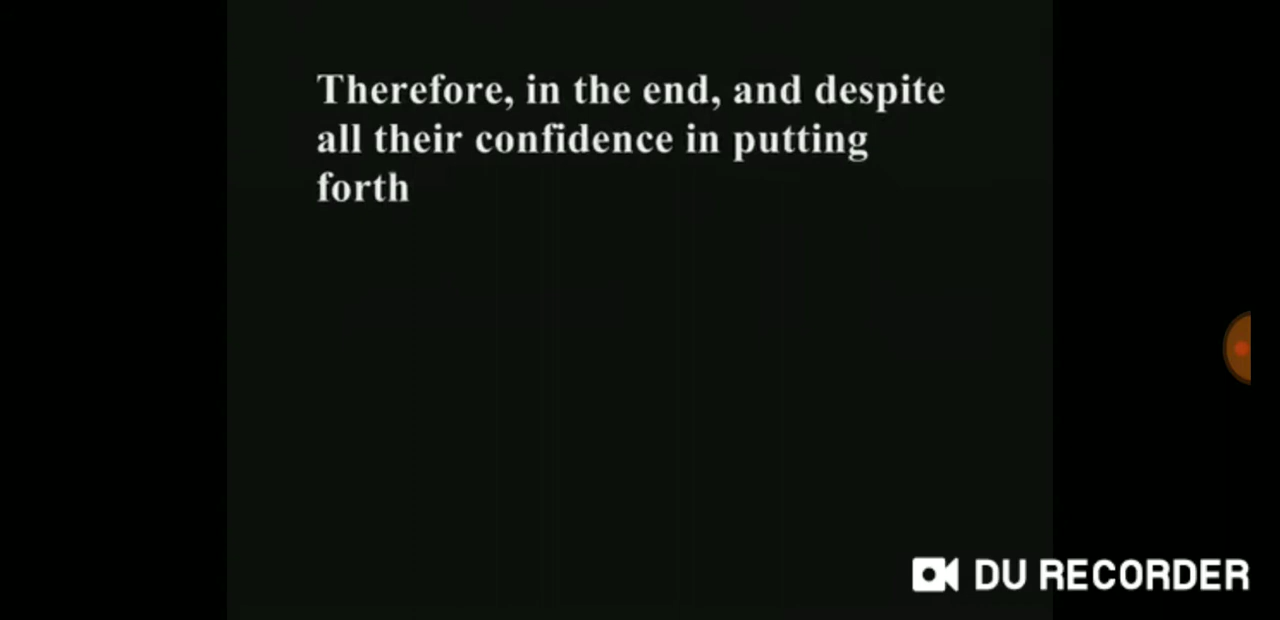 Therefore, in the end, and despite
all their confidence in putting
forth
DU RECORDER